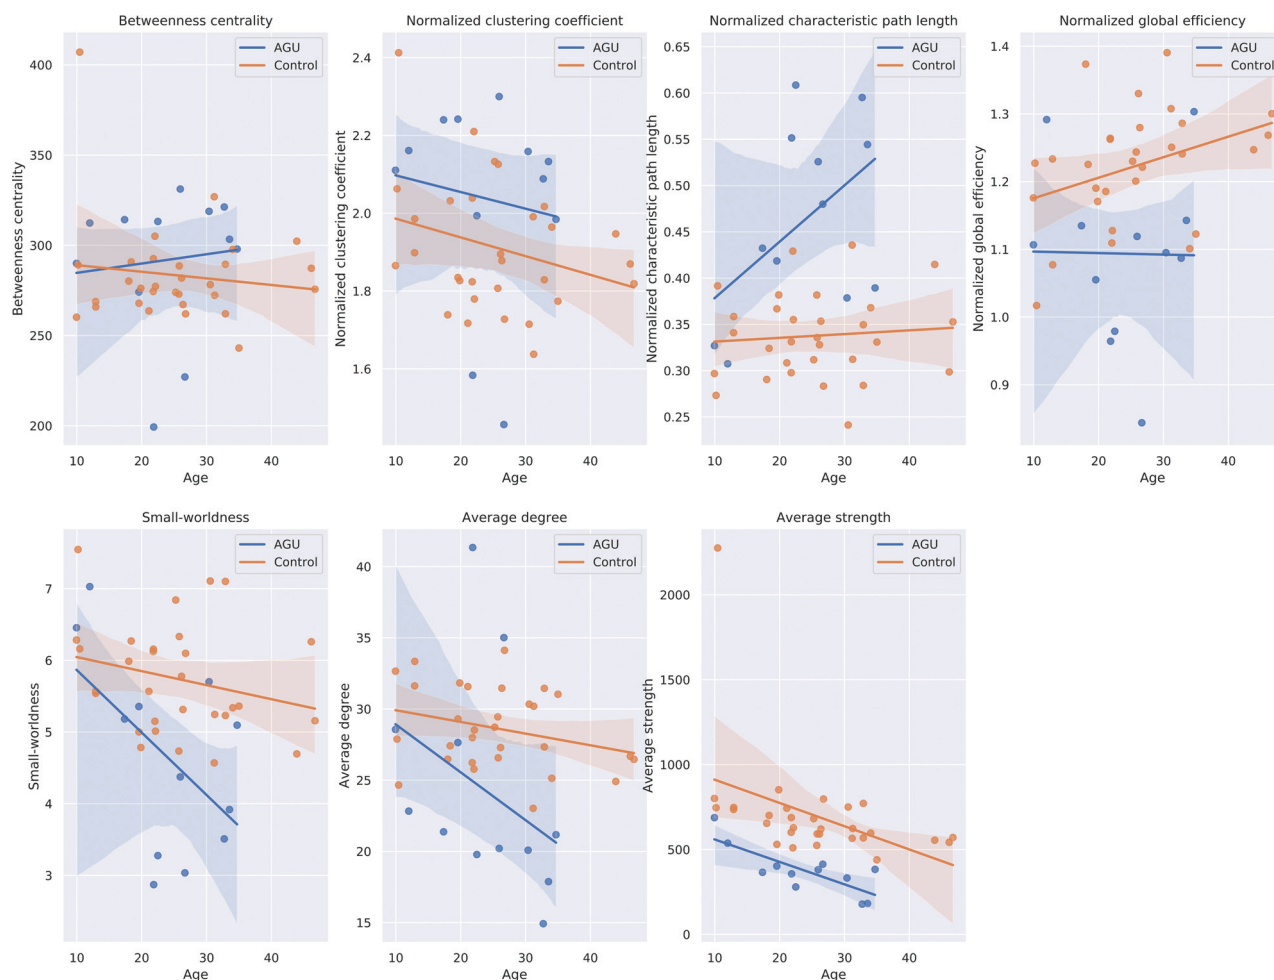 Betweenness centrality
AGU
Control
400
350
300
250
200
Betweenness centrality
10 20 30 40
Age
Normalized clustering coefficient
AGU
Control
2.4
2.2
2.0
1.8
1.6
Normalized clustering coefficient
10 20 30 40
Age
Normalized characteristic path length
AGU
Control
0.65
0.60
0.55
0.50
0.45
0.40
0.35
0.30
0.25
Normalized characteristic path length
10 20 30 40
Age
Normalized global efficiency
AGU
Control
1.4
1.3
1.2
1.1
1.0
0.9
Normalized global efficiency
10 20 30 40
Age
Small-worldness
AGU
Control
7
6
5
4
3
Small-worldness
10 20 30 40
Age
Average degree
AGU
Control
40
35
30
25
20
15
Average degree
10 20 30 40
Age
Average strength
AGU
Control
2000
1500
1000
500
0
Average strength
10 20 30 40
Age